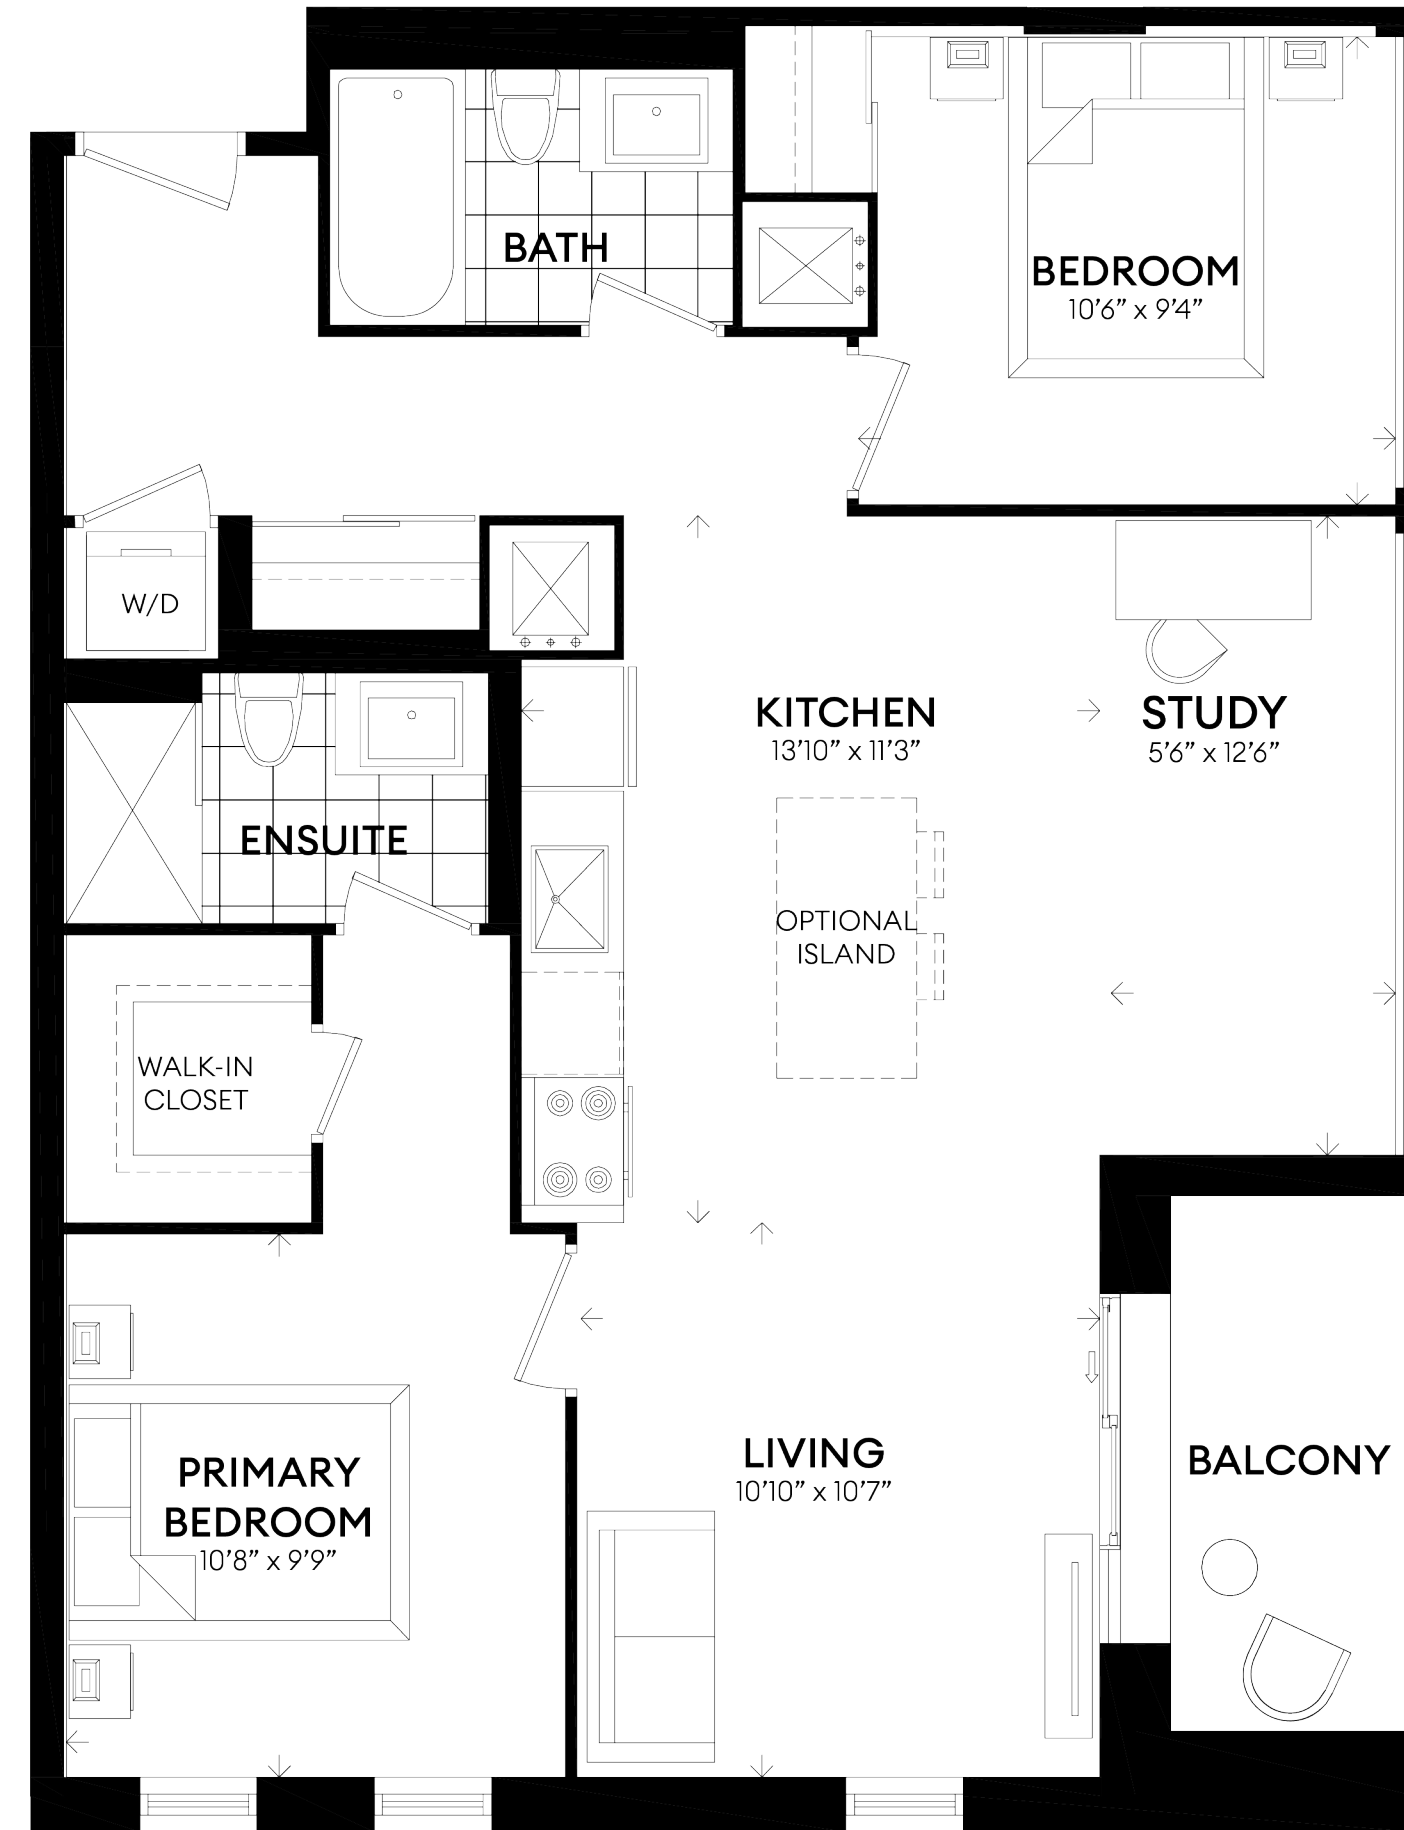 BATH
BEDROOM
10’6” x 9’4”
W/D
KITCHEN
13’10” x 11’3”
STUDY
5’6” x 12’6”
ENSUITE
OPTIONAL
ISLAND
WALK-IN
CLOSET
LIVING
10’10” x 10’7”
BALCONY
PRIMARY
BEDROOM
10’8” x 9’9”